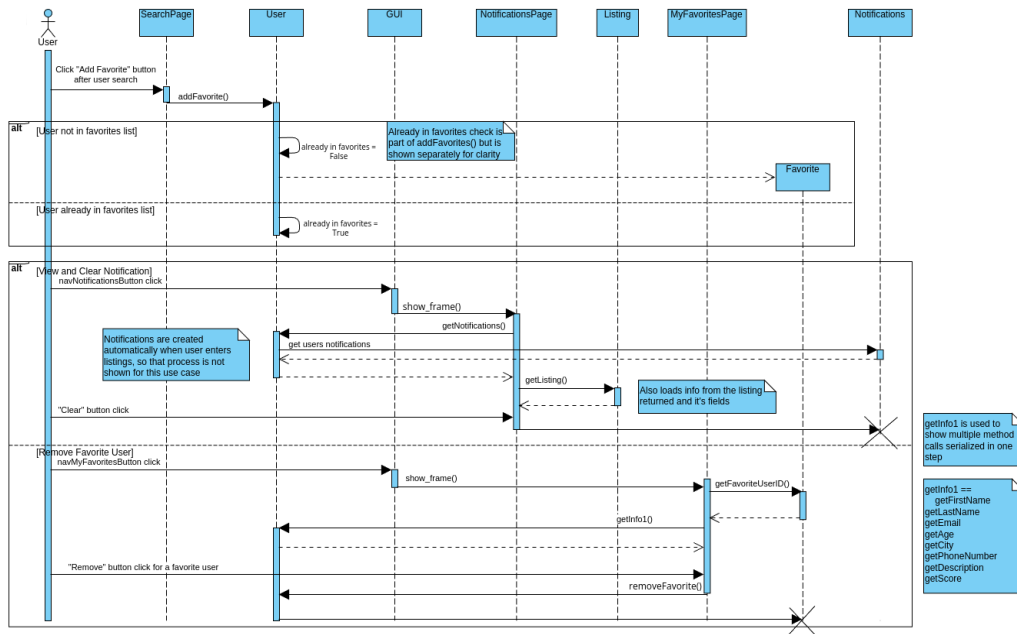 SearchPage
User
GUI
NotificationsPage
Listing
MyFavoritesPage
Notifications
User
Click "Add Favorite" button
after user search
addFavorite()
alt
[User not in favorites list]
already in favorites =
False
Already in favorites check is
part of addFavorites() but is
shown separately for clarity
Favorite
[User already in favorites list]
already in favorites =
True
alt
[View and Clear Notification]
navNotificationsButton click
show_frame()
getNotifications()
Notifications are created
automatically when user enters
listings, so that process is not
shown for this use case
get users notifications
getListing()
Also loads info from the listing
returned and it's fields
"Clear" button click
getInfo1 is used to
show multiple method
calls serialized in one
step
[Remove Favorite User]
navMyFavoritesButton click
show_frame()
getFavoriteUserID()
getInfo1 ==
getFirstName
getLastName
getEmail
getAge
getCity
getPhoneNumber
getDescription
getScore
getInfo1()
"Remove" button click for a favorite user
removeFavorite()